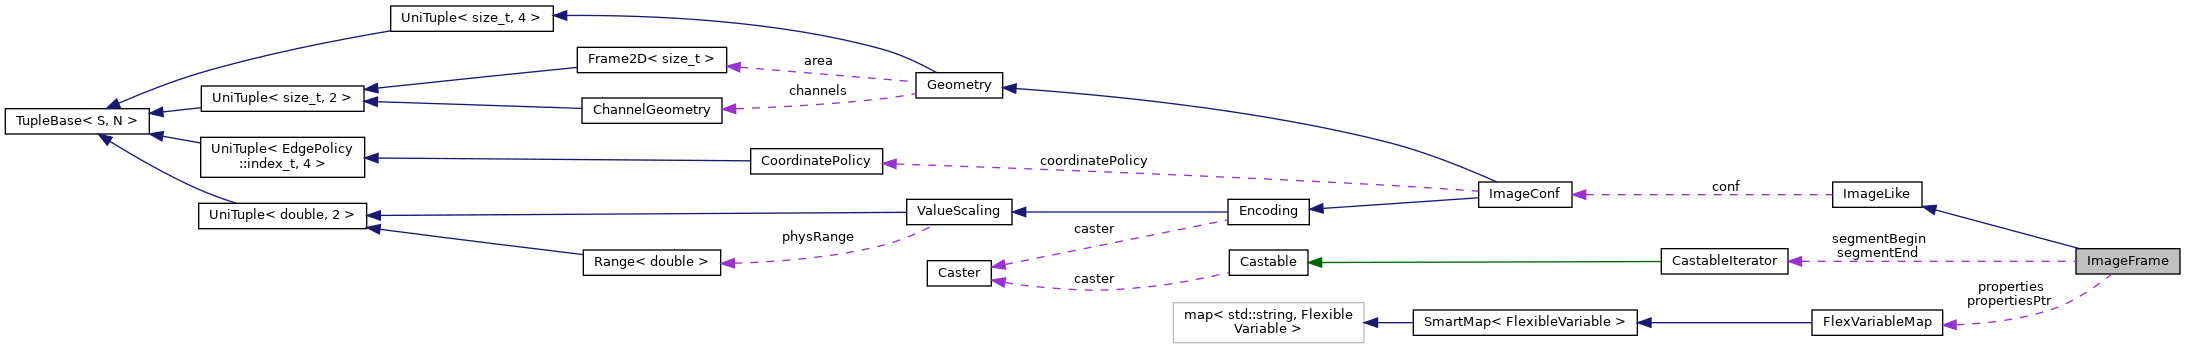 UniTuple< size_t, 4 >
Frame2D< size_t >
area
Geometry
UniTuple< size_t, 2 >
channels
ChannelGeometry
TupleBase< S, N >
UniTuple< EdgePolicy
::index_t, 4 >
CoordinatePolicy
coordinatePolicy
ImageConf
conf
ImageLike
UniTuple< double, 2 >
ValueScaling
Encoding
physRange
caster
segmentBegin
segmentEnd
Range< double >
Caster
caster
Castable
CastableIterator
ImageFrame
properties
propertiesPtr
map< std::string, Flexible
Variable >
SmartMap< FlexibleVariable >
FlexVariableMap